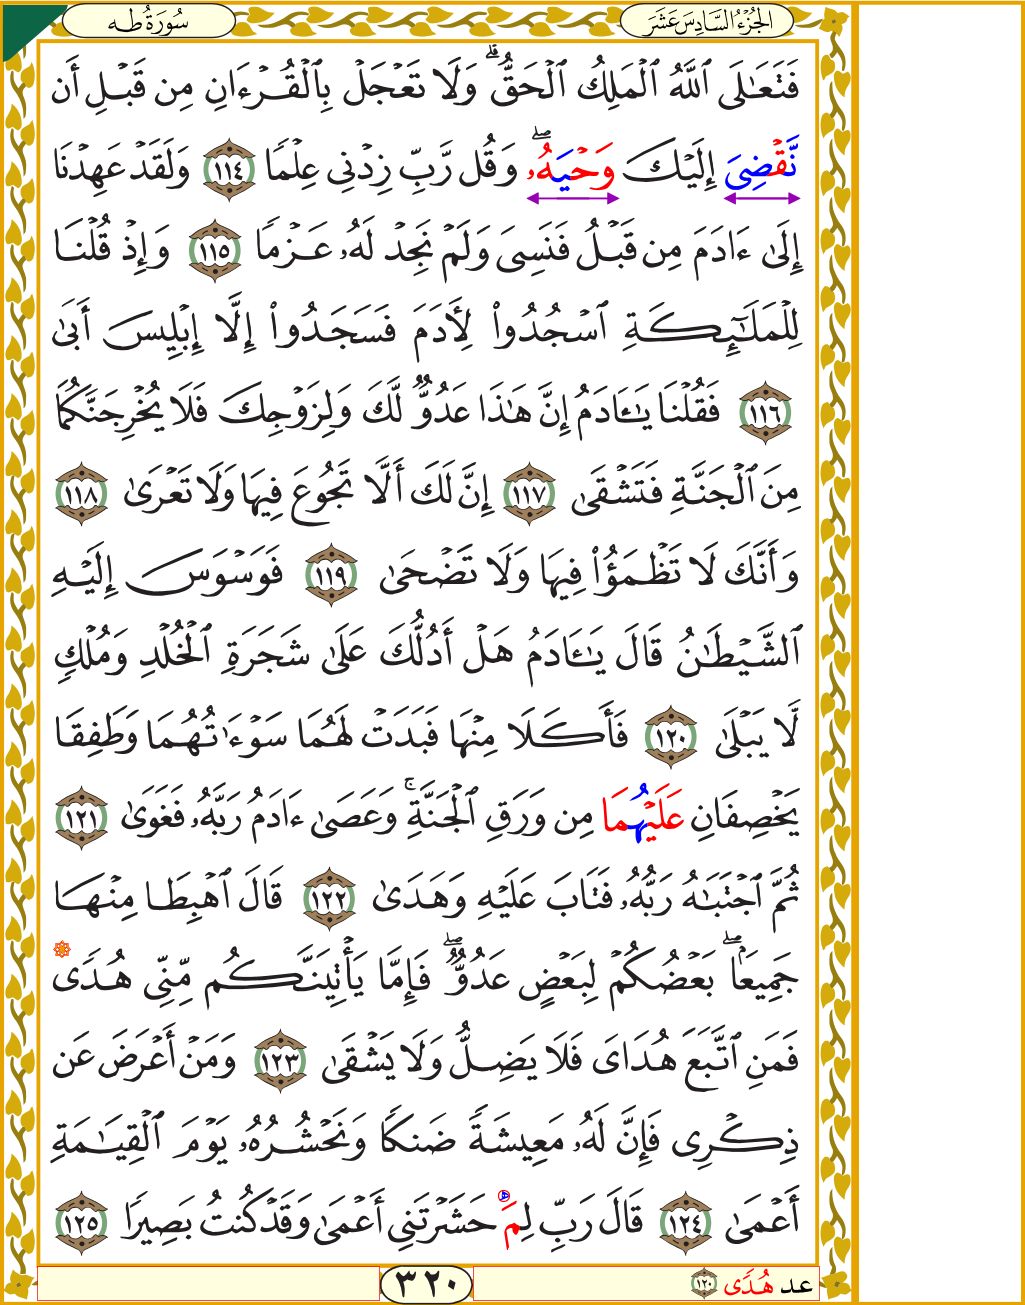 الجُزْءُ السَّادِسَ عَشَرَ
سُورَةُ طه
فَتَعَٰلَى ٱللَّهُ ٱلْمَلِكُ ٱلْحَقُّۗ وَلَا تَعْجَلْ بِٱلْقُرْءَانِ مِن قَبْلِ أَن
نَّقْضِىَ إِلَيْكَ وَحْيَهُۥۖ وَقُل رَّبِّ زِدْنِى عِلْمًا ١١٤ وَلَقَدْ عَهِدْنَا
إِلَىٰ ءَادَمَ مِن قَبْلُ فَنَسِىَ وَلَمْ نَجِدْ لَهُۥ عَزْمًا ١١٥ وَإِذْ قُلْنَا
لِلْمَلَٰٓئِكَةِ ٱسْجُدُوا۟ لِأَدَمَ فَسَجَدُوٓا۟ إِلَّآ إِبْلِيسَ أَبَىٰ
١١٦ فَقُلْنَا يَٰٓـَٔادَمُ إِنَّ هَٰذَا عَدُوٌّ لَّكَ وَلِزَوْجِكَ فَلَا يُخْرِجَنَّكُمَا
مِنَ ٱلْجَنَّةِ فَتَشْقَىٰ ١١٧ إِنَّ لَكَ أَلَّا تَجُوعَ فِيهَا وَلَا تَعْرَىٰ ١١٨
وَأَنَّكَ لَا تَظْمَؤُا۟ فِيهَا وَلَا تَضْحَىٰ ١١٩ فَوَسْوَسَ إِلَيْهِ
ٱلشَّيْطَٰنُ قَالَ يَٰٓـَٔادَمُ هَلْ أَدُلُّكَ عَلَىٰ شَجَرَةِ ٱلْخُلْدِ وَمُلْكٍ
لَّا يَبْلَىٰ ١٢٠ فَأَكَلَا مِنْهَا فَبَدَتْ لَهُمَا سَوْءَٰتُهُمَا وَطَفِقَا
يَخْصِفَانِ عَلَيْهُمَا مِن وَرَقِ ٱلْجَنَّةِۚ وَعَصَىٰ ءَادَمُ رَبَّهُۥ فَغَوَىٰ ١٢١
ثُمَّ ٱجْتَبَٰهُ رَبُّهُۥ فَتَابَ عَلَيْهِ وَهَدَىٰ ١٢٢ قَالَ ٱهْبِطَا مِنْهَا
جَمِيعًاۖ بَعْضُكُمْ لِبَعْضٍ عَدُوٌّۖ فَإِمَّا يَأْتِيَنَّكُم مِّنِّى هُدًى
فَمَنِ ٱتَّبَعَ هُدَاىَ فَلَا يَضِلُّ وَلَا يَشْقَىٰ ١٢٣ وَمَنْ أَعْرَضَ عَن
ذِكْرِى فَإِنَّ لَهُۥ مَعِيشَةً ضَنكًا وَنَحْشُرُهُۥ يَوْمَ ٱلْقِيَٰمَةِ
أَعْمَىٰ ١٢٤ قَالَ رَبِّ لِمَ حَشَرْتَنِى أَعْمَىٰ وَقَدْ كُنتُ بَصِيرًا ١٢٥
عد هُدًى ١٢٠
٣٢٠